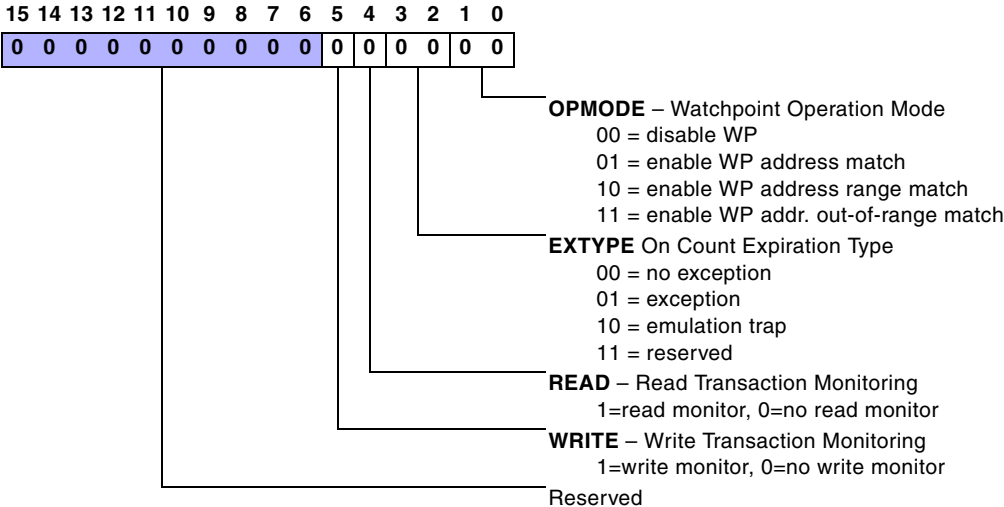 15 14 13 12 11 10 9 8 7 6 5 4 3 2 1 0
0 0 0 0 0 0 0 0 0 0 0 0 0 0 0 0
OPMODE – Watchpoint Operation Mode
00 = disable WP
01 = enable WP address match
10 = enable WP address range match
11 = enable WP addr. out-of-range match
EXTYPE On Count Expiration Type
00 = no exception
01 = exception
10 = emulation trap
11 = reserved
READ – Read Transaction Monitoring
1=read monitor, 0=no read monitor
WRITE – Write Transaction Monitoring
1=write monitor, 0=no write monitor
Reserved